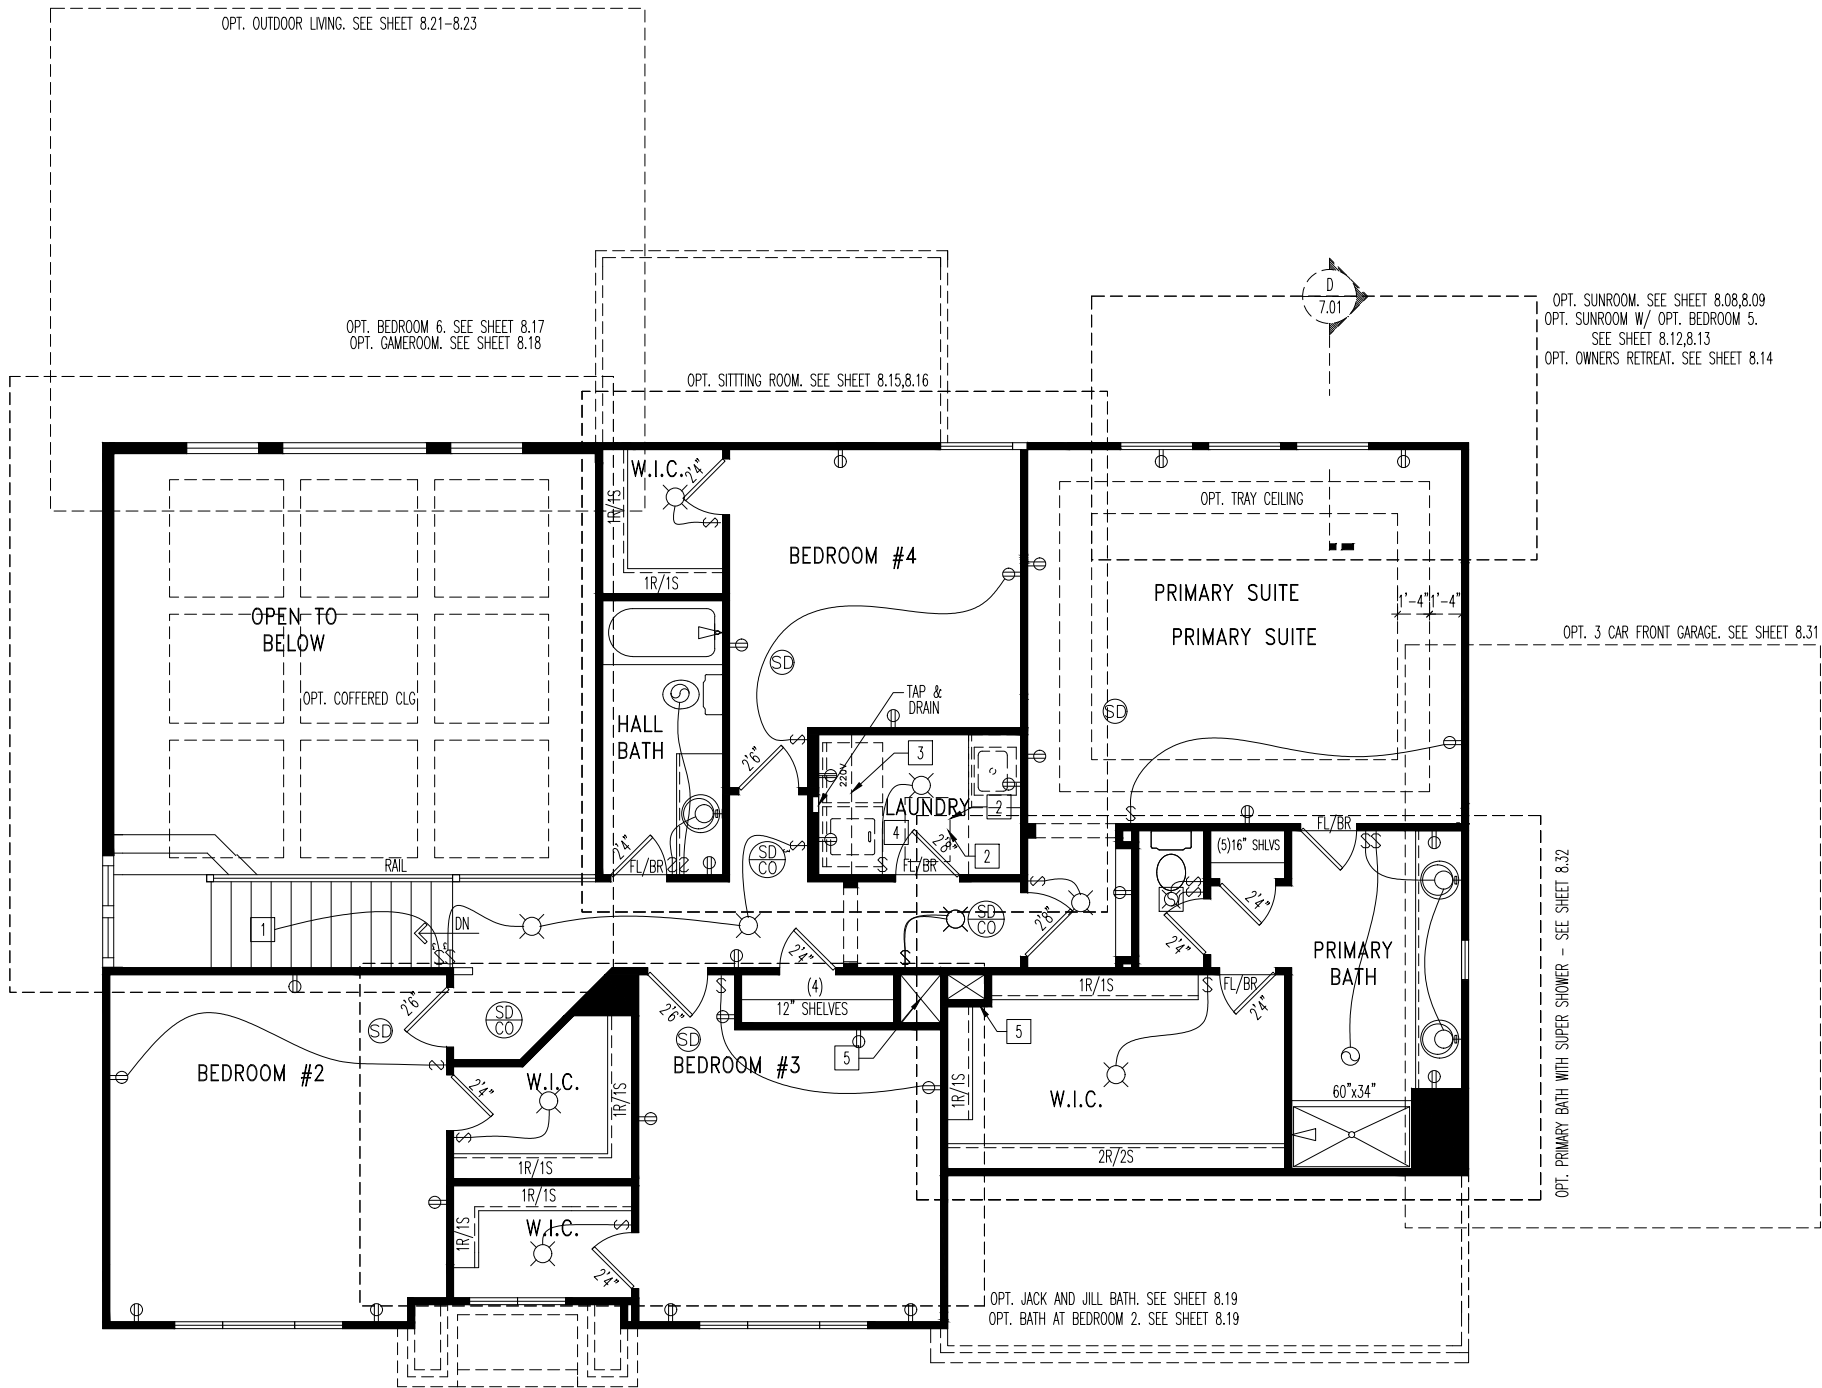 OPT. OUTDOOR LIVING. SEE SHEET 8.21-8.23
D
7.01
OPT. SUNROOM. SEE SHEET 8.08,8.09
OPT. SUNROOM W/ OPT. BEDROOM 5.
SEE SHEET 8.12,8.13
OPT. OWNERS RETREAT. SEE SHEET 8.14
OPT. BEDROOM 6. SEE SHEET 8.17
OPT. GAMEROOM. SEE SHEET 8.18
OPT. SITTTING ROOM. SEE SHEET 8.15,8.16
W.I.C.
2'4"
1R/1S
S
1R/1S
BEDROOM #4
OPT. TRAY CEILING
PRIMARY SUITE
PRIMARY SUITE
1'-4"
1'-4"
OPEN TO
BELOW
OPT. COFFERED CLG
OPT. 3 CAR FRONT GARAGE. SEE SHEET 8.31
SD
SD
TAP &
DRAIN
HALL
BATH
S
2'6"
3
220V
LAUNDRY
2
4
2
2'8"
FL/BR
S
S
2'4"
FL/BR
SS
SD
CO
S
FL/BR
SS
(5)16" SHLVS
2'4"
RAIL
1
DN
SS
SD
CO
S
S
2'8"
SS
S
2'4"
2'4"
PRIMARY
BATH
OPT. PRIMARY BATH WITH SUPER SHOWER - SEE SHEET 8.32
2'6"
SD
SD
CO
BEDROOM #2
S
2'4"
S
W.I.C.
1R/1S
1R/1S
2'6"
S
SD
BEDROOM #3
(4)
12" SHELVES
5
5
1R/1S
1R/1S
W.I.C.
2R/2S
S
FL/BR
2'4"
60"x34"
1R/1S
1R/1S
W.I.C.
S
2'4"
OPT. JACK AND JILL BATH. SEE SHEET 8.19
OPT. BATH AT BEDROOM 2. SEE SHEET 8.19